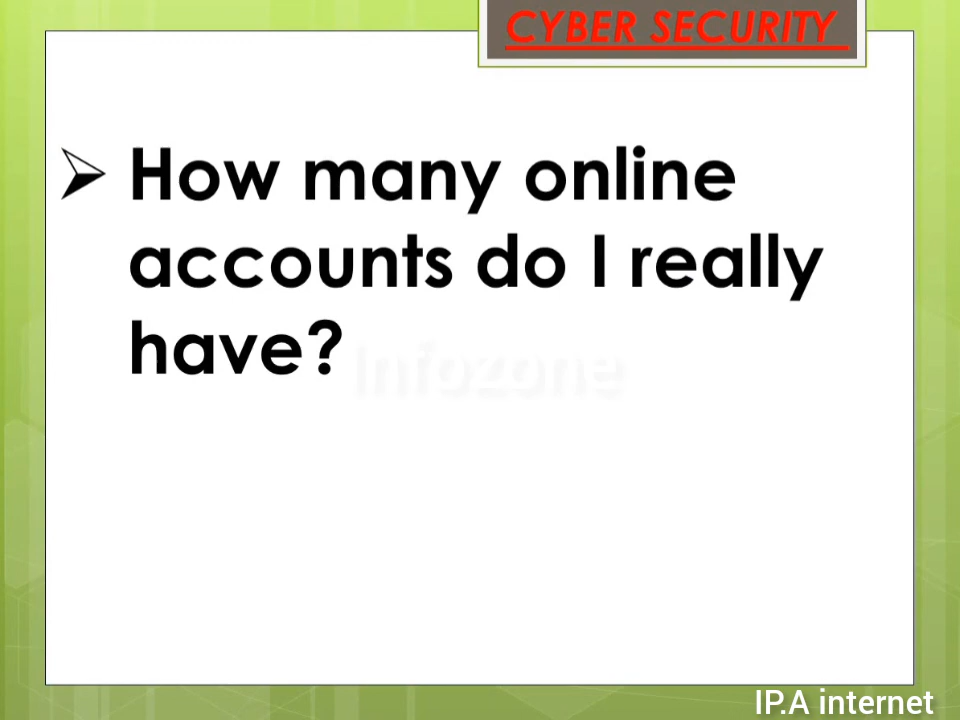 CYBER SECURITY
➢ How many online
accounts do I really
have?
Infozone
IP.A internet